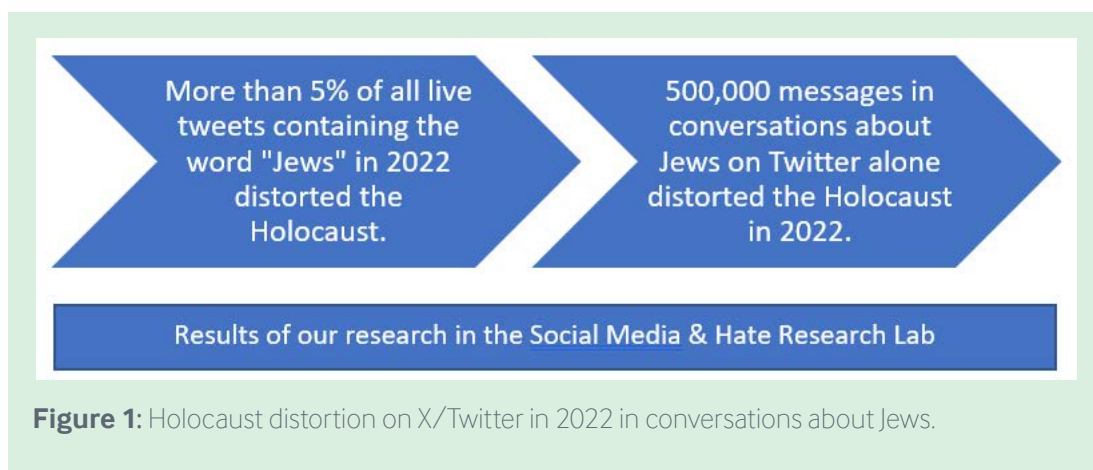 More than 5% of all live
tweets containing the
word "Jews" in 2022
distorted the
Holocaust.
500,000 messages in
conversations about
Jews on Twitter alone
distorted the Holocaust
in 2022.
Results of our research in the Social Media & Hate Research Lab
Figure 1: Holocaust distortion on X/Twitter in 2022 in conversations about Jews.